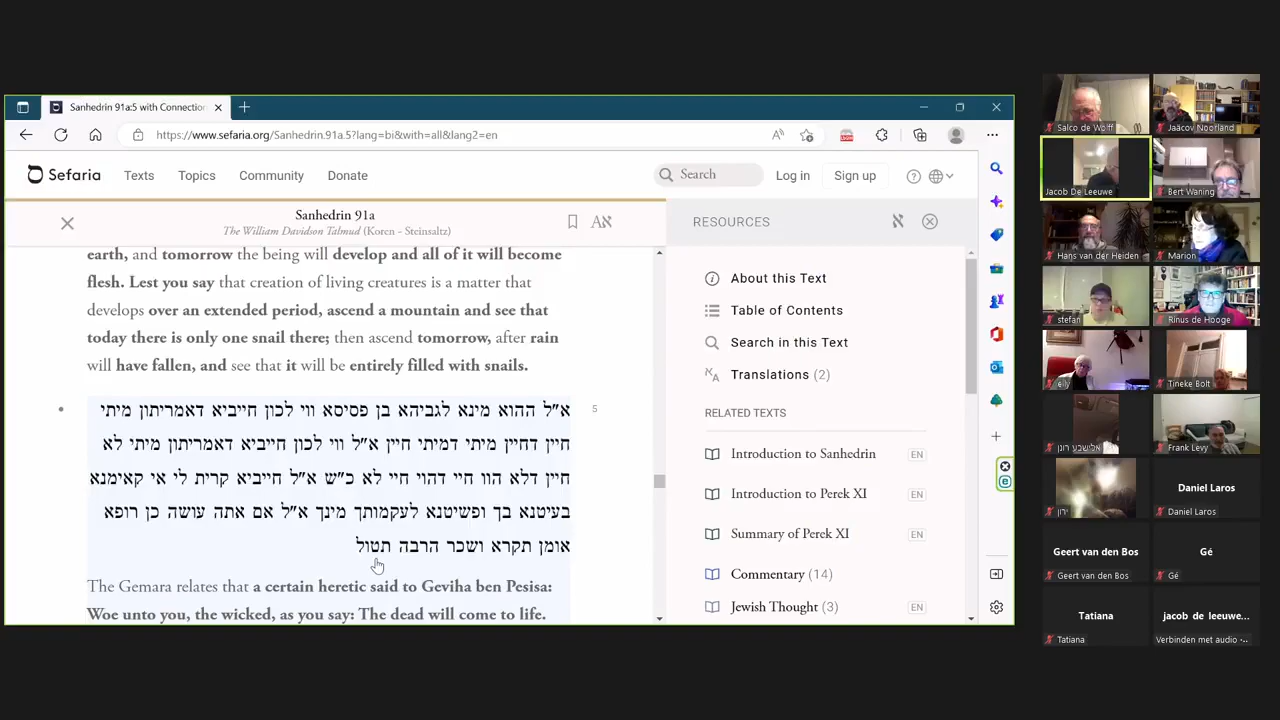 Sanhedrin 91a:5 with Connection
https://www.sefaria.org/Sanhedrin.91a.5?lang=bi&with=all&lang2=en
Sefaria
Texts
Topics
Community
Donate
Search
Log in
Sign up
Sanhedrin 91a
The William Davidson Talmud (Koren - Steinsaltz)
earth, and tomorrow the being will develop and all of it will become
flesh. Lest you say that creation of living creatures is a matter that
develops over an extended period, ascend a mountain and see that
today there is only one snail there; then ascend tomorrow, after rain
will have fallen, and see that it will be entirely filled with snails.
5
א"ל ההוא מינא לגביהא בן פסיסא ווי לכון חייביא דאמריתון מיתי
חיין דחיין מיתי דמיתי חיין א"ל ווי לכון חייביא דאמריתון מיתי לא
חיין דלא הוו חיי דהוי חיי לא כ"ש א"ל חייביא קרית לי אי קאימנא
בעיטנא בך ופשיטנא לעקמותך מינך א"ל אם אתה עושה כן רופא
אומן תקרא ושכר הרבה תטול
The Gemara relates that a certain heretic said to Geviha ben Pesisa:
Woe unto you, the wicked, as you say: The dead will come to life.
RESOURCES
About this Text
Table of Contents
Search in this Text
Translations (2)
RELATED TEXTS
Introduction to Sanhedrin EN
Introduction to Perek XI EN
Summary of Perek XI EN
Commentary (14)
Jewish Thought (3) EN
Salco de Wolff
Jaäcov Noorland
Jacob De Leeuwe
Bert Waning
Hans van der Heiden
Marion
stefan
Rinus de Hooge
elly
Tineke Bolt
אלישבע רונן
Frank Levy
ירון
Daniel Laros
Daniel Laros
Geert van den Bos
Geert van den Bos
Gé
Gé
Tatiana
Tatiana
jacob de leeuwe...
Verbinden met audio ·..